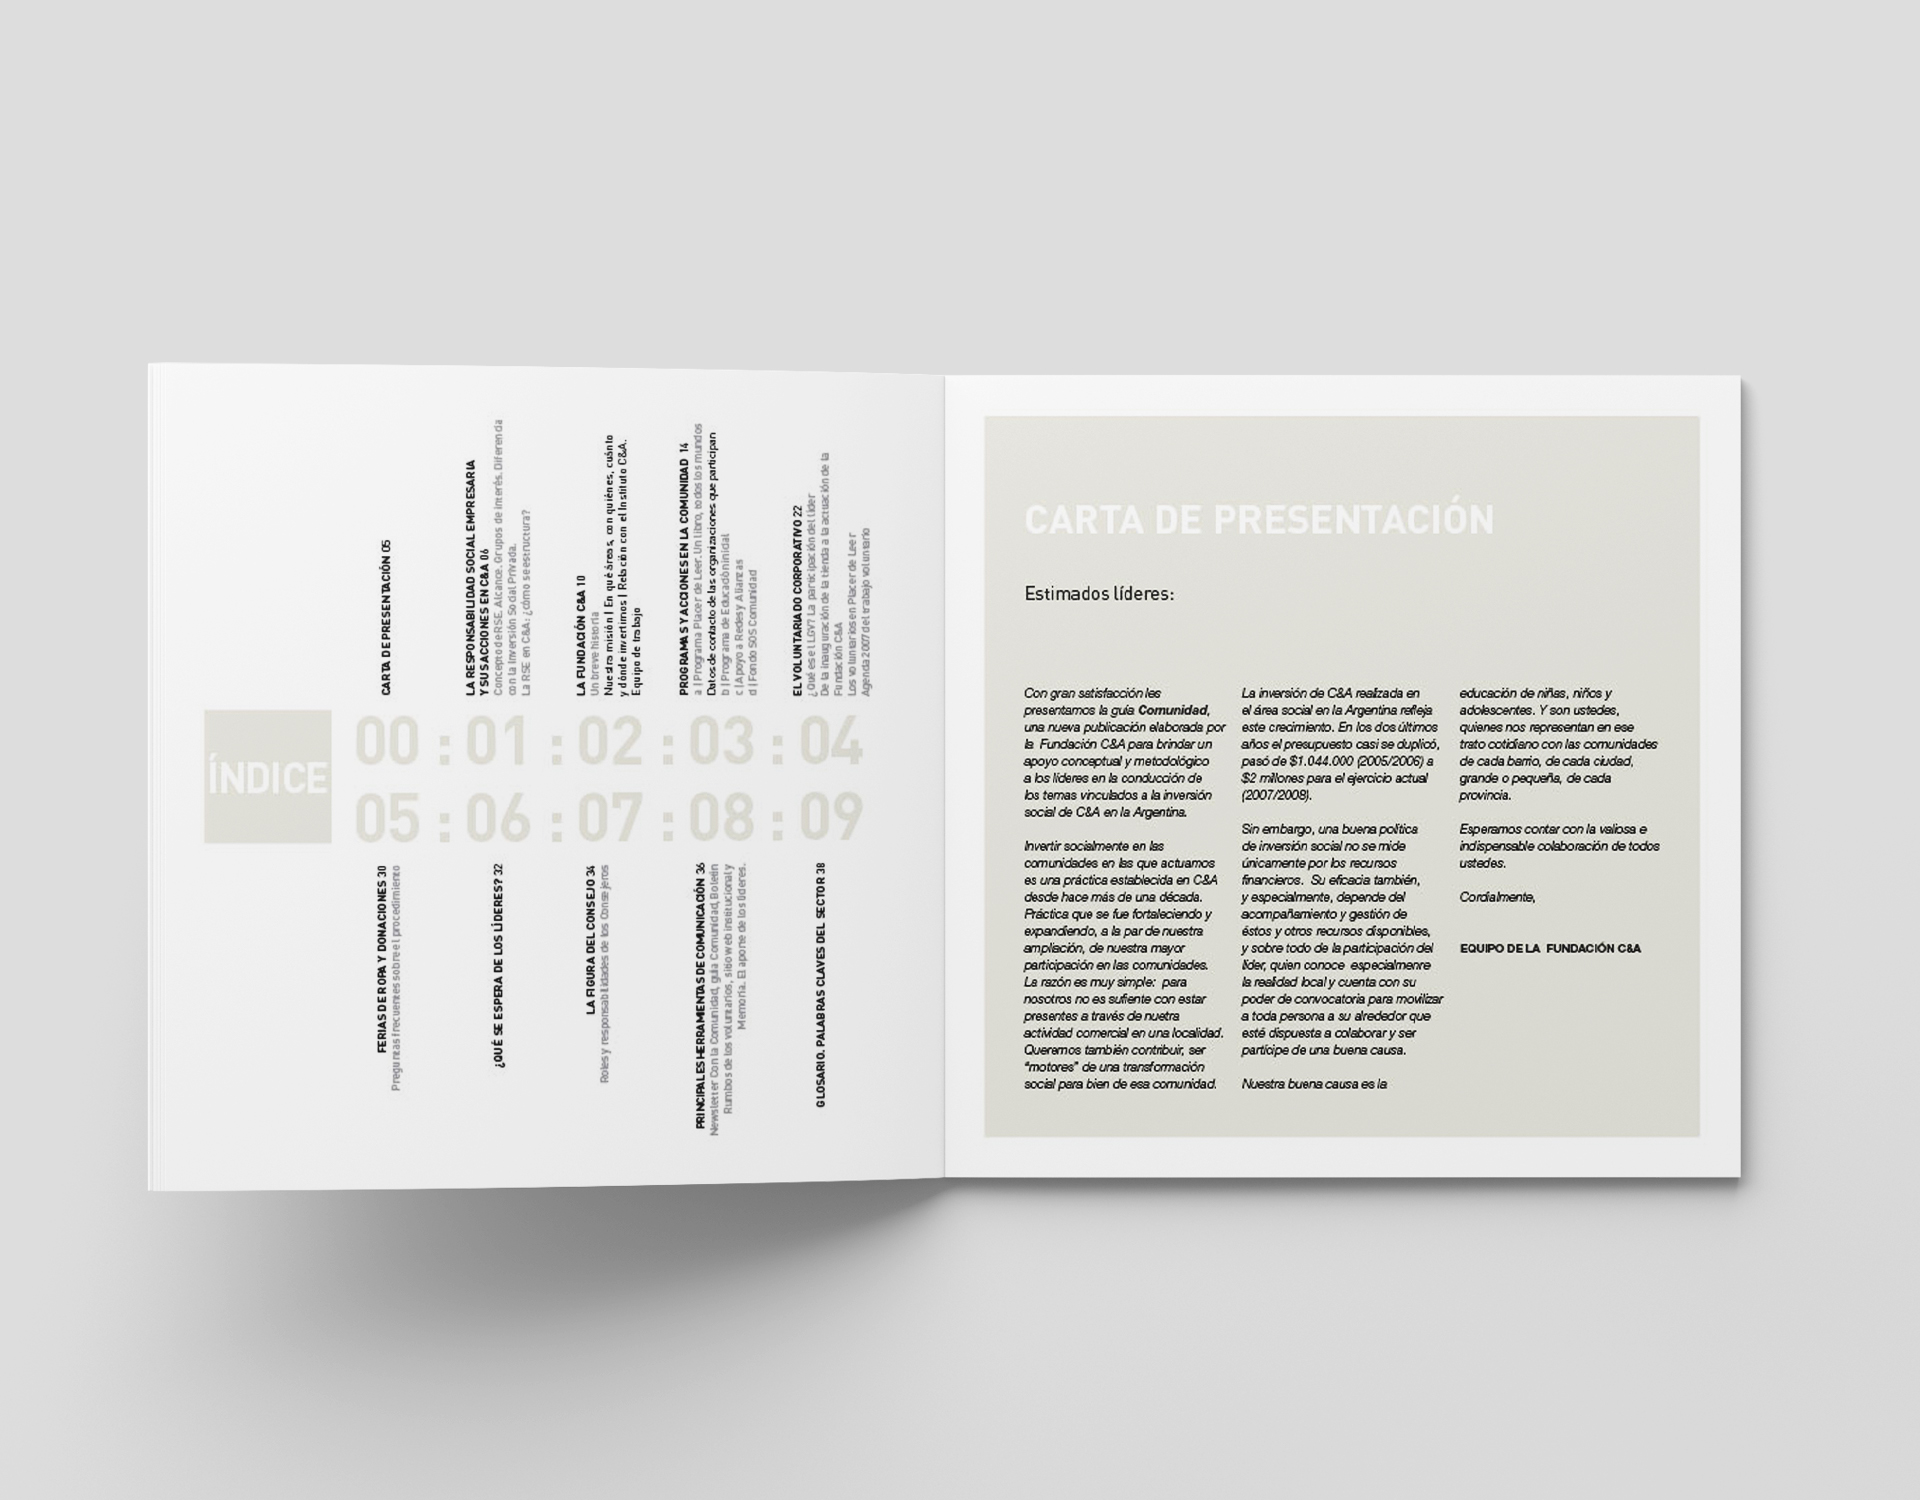 ÍNDICE
00 : 01 : 02 : 03 : 04
05 : 06 : 07 : 08 : 09
CARTA DE PRESENTACIÓN 05
LA RESPONSABILIDAD SOCIAL EMPRESARIA
Y SUS ACCIONES EN C&A 06
Concepto de RSE. Alcance. Grupos de interés. Diferencia
con la Inversión Social Privada.
La RSE en C&A: ¿cómo se estructura?
LA FUNDACIÓN C&A 10
Un breve historia
Nuestra misión | En qué áreas, con quiénes, cuánto
y dónde invertimos | Relación con el Instituto C&A.
Equipo de trabajo
PROGRAMAS Y ACCIONES EN LA COMUNIDAD 14
a | Programa Placer de Leer. Un libro, todos los mundos
Datos de contacto de las organizaciones que participan
b | Programa de Educación inidal
c | Apoyo a Redes y Alianzas
d | Fondo SOS Comunidad
EL VOLUNTARIADO CORPORATIVO 22
¿Qué es el LGV? La participación del líder
De la inauguración de la tienda a la actuación de la
Fundación C&A
Los voluntarios en Placer de Leer
Agenda 2007 del trabajo voluntario
FERIAS DE ROPA Y DONACIONES 30
Preguntas frecuentes sobre el procedimiento
¿QUÉ SE ESPERA DE LOS LÍDERES? 32
LA FIGURA DEL CONSEJO 34
Roles y responsabilidades de los Consejeros
PRINCIPALES HERRAMIENTAS DE COMUNICACIÓN 36
Newsletter Con la Comunidad, guía Comunidad, Boletín
Rumbos de los voluntarios, sitio web institucional y
Memoria. El aporte de los líderes.
GLOSARIO. PALABRAS CLAVES DEL SECTOR 38
CARTA DE PRESENTACIÓN
Estimados líderes:
Con gran satisfacción les
presentamos la guía Comunidad,
una nueva publicación elaborada por
la Fundación C&A para brindar un
apoyo conceptual y metodológico
a los líderes en la conducción de
los temas vinculados a la inversión
social de C&A en la Argentina.
Invertir socialmente en las
comunidades en las que actuamos
es una práctica establecida en C&A
desde hace más de una década.
Práctica que se fue fortaleciendo y
expandiendo, a la par de nuestra
ampliación, de nuestra mayor
participación en las comunidades.
La razón es muy simple: para
nosotros no es sufiente con estar
presentes a través de nuetra
actividad comercial en una localidad.
Queremos también contribuir, ser
“motores” de una transformación
social para bien de esa comunidad.
La inversión de C&A realizada en
el área social en la Argentina refleja
este crecimiento. En los dos últimos
años el presupuesto casi se duplicó,
pasó de $1.044.000 (2005/2006) a
$2 millones para el ejercicio actual
(2007/2008).
Sin embargo, una buena política
de inversión social no se mide
únicamente por los recursos
financieros. Su eficacia también,
y especialmente, depende del
acompañamiento y gestión de
éstos y otros recursos disponibles,
y sobre todo de la participación del
líder, quien conoce especialmenre
la realidad local y cuenta con su
poder de convocatoria para movilizar
a toda persona a su alrededor que
esté dispuesta a colaborar y ser
partícipe de una buena causa.
Nuestra buena causa es la
educación de niñas, niños y
adolescentes. Y son ustedes,
quienes nos representan en ese
trato cotidiano con las comunidades
de cada barrio, de cada ciudad,
grande o pequeña, de cada
provincia.
Esperamos contar con la valiosa e
indispensable colaboración de todos
ustedes.
Cordialmente,
EQUIPO DE LA FUNDACIÓN C&A